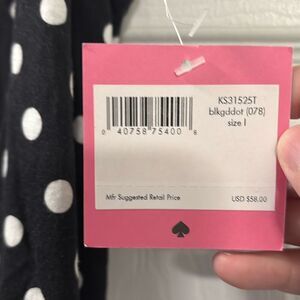 KS31525T
blkgddot (078)
size l
0 40758 75400 8
Mfr Suggested Retail Price USD $58.00